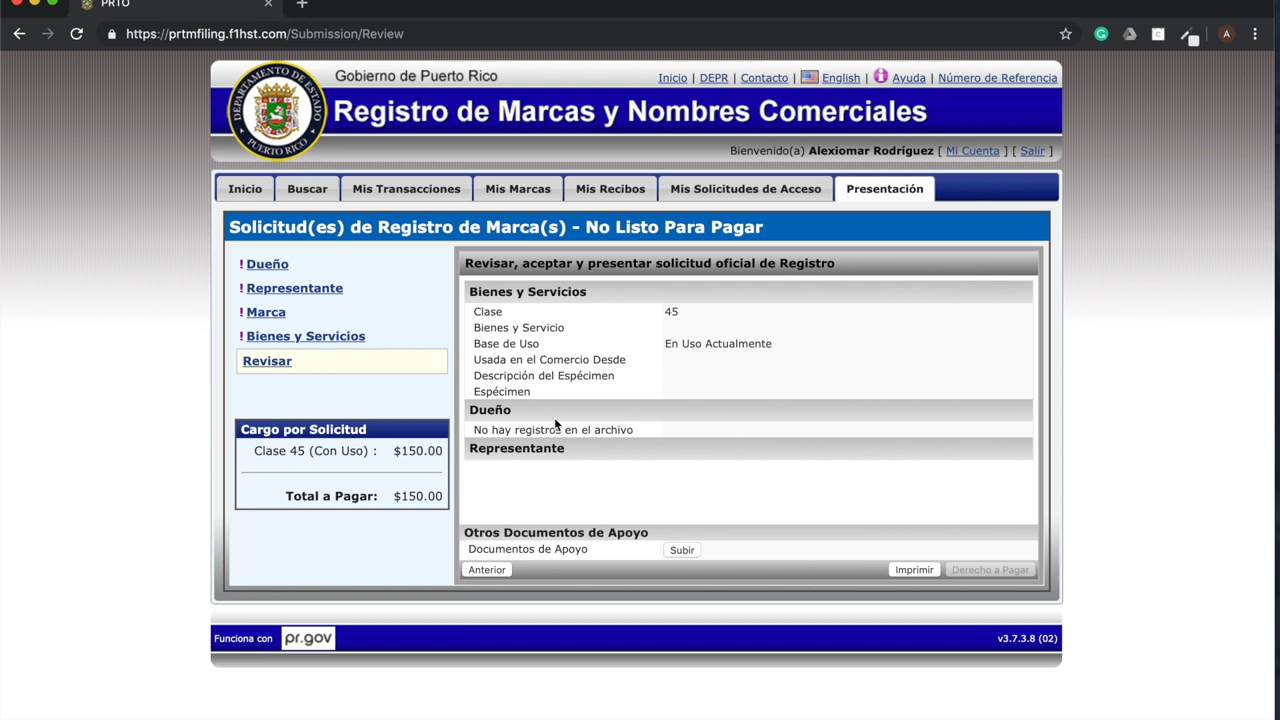 PRTO
https://prtmfiling.f1hst.com/Submission/Review
A
Gobierno de Puerto Rico
Inicio | DEPR | Contacto | English | Ayuda | Número de Referencia
DEPARTAMENTO DE ESTADO
PUERTO RICO
Registro de Marcas y Nombres Comerciales
Bienvenido(a) Alexiomar Rodríguez [ Mi Cuenta ] [ Salir ]
Inicio Buscar Mis Transacciones Mis Marcas Mis Recibos Mis Solicitudes de Acceso Presentación
Solicitud(es) de Registro de Marca(s) - No Listo Para Pagar
! Dueño
! Representante
! Marca
! Bienes y Servicios
Revisar
Cargo por Solicitud
Clase 45 (Con Uso) : $150.00
Total a Pagar: $150.00
Revisar, aceptar y presentar solicitud oficial de Registro
Bienes y Servicios
Clase 45
Bienes y Servicio
Base de Uso En Uso Actualmente
Usada en el Comercio Desde
Descripción del Espécimen
Espécimen
Dueño
No hay registros en el archivo
Representante
Otros Documentos de Apoyo
Documentos de Apoyo Subir
Anterior Imprimir Derecho a Pagar
Funciona con pr.gov v3.7.3.8 (02)